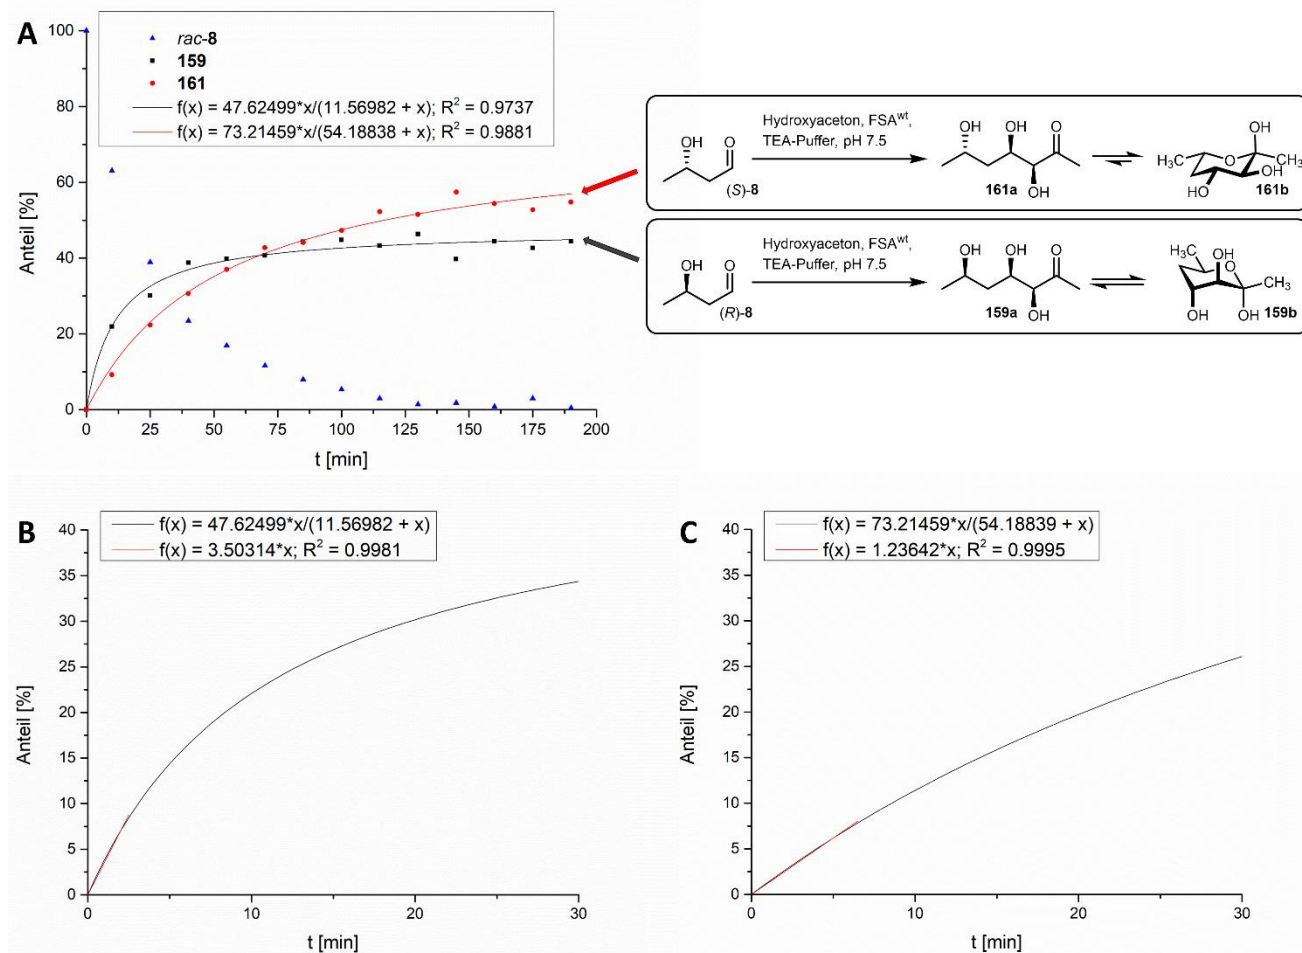 A
100
80
60
40
20
0
Anteil [%]
0 25 50 75 100 125 150 175 200
t [min]
rac-8
159
161
f(x) = 47.62499*x/(11.56982 + x); R² = 0.9737
f(x) = 73.21459*x/(54.18838 + x); R² = 0.9881
OH O
(S)-8
Hydroxyaceton, FSAʷᵗ,
TEA-Puffer, pH 7.5
OH OH O
OH
161a
OH
H₃C O CH₃
HO OH
161b
OH O
(R)-8
Hydroxyaceton, FSAʷᵗ,
TEA-Puffer, pH 7.5
OH OH O
OH
159a
H₃C OH
O CH₃
OH OH
159b
B
40
35
30
25
20
15
10
5
0
Anteil [%]
0 10 20 30
t [min]
f(x) = 47.62499*x/(11.56982 + x)
f(x) = 3.50314*x; R² = 0.9981
C
40
35
30
25
20
15
10
5
0
Anteil [%]
0 10 20 30
t [min]
f(x) = 73.21459*x/(54.18839 + x)
f(x) = 1.23642*x; R² = 0.9995